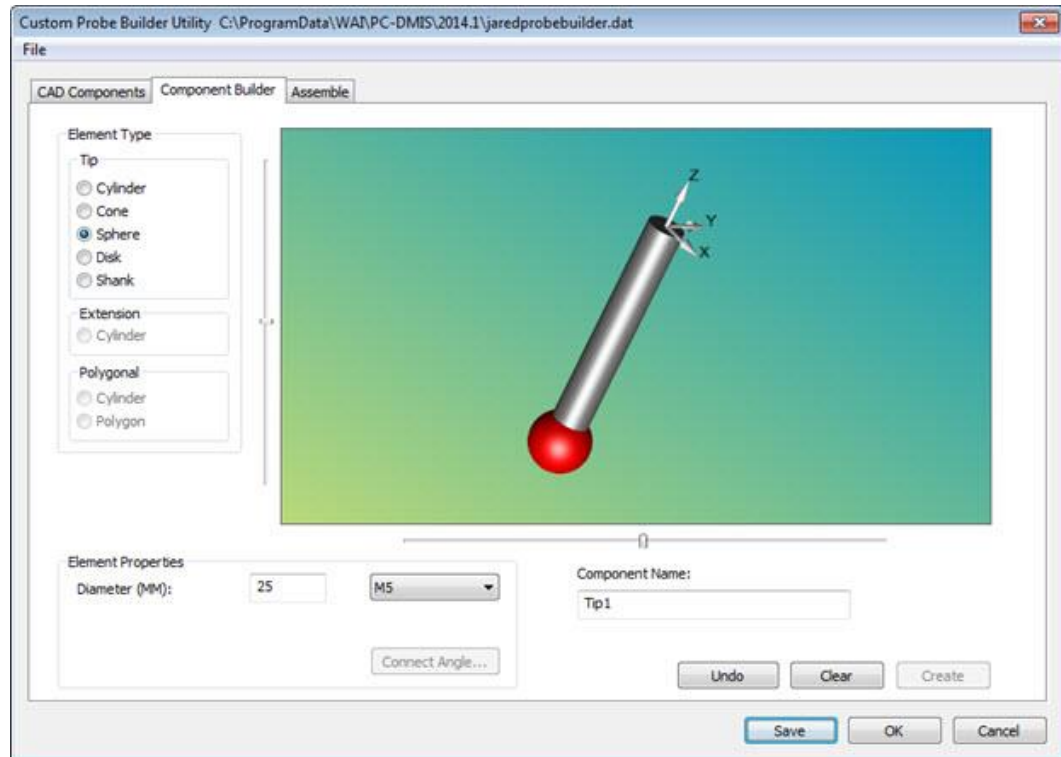 Custom Probe Builder Utility C:\ProgramData\WAI\PC-DMIS\2014.1\jaredprobebuilder.dat
File
CAD Components
Component Builder
Assemble
Element Type
Tip
Cylinder
Cone
Sphere
Disk
Shank
Extension
Cylinder
Polygonal
Cylinder
Polygon
Z
Y
X
Element Properties
Diameter (MM):
25
M5
Connect Angle...
Component Name:
Tip1
Undo
Clear
Create
Save
OK
Cancel